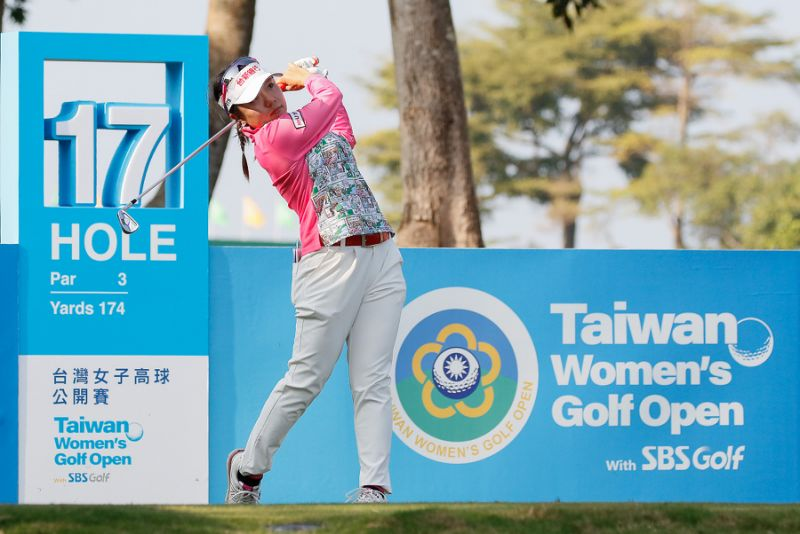 17
HOLE
Par 3
Yards 174
台灣女子高球
公開賽
Taiwan
Women's
Golf Open
With SBS Golf
TAIWAN WOMEN'S GOLF OPEN
Taiwan
Women's
Golf Open
With SBS Golf